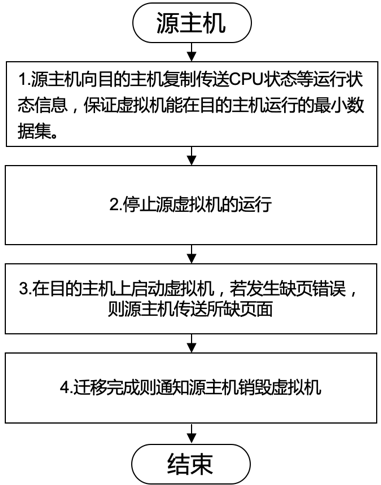 源主机
1.源主机向目的主机复制传送CPU状态等运行状
态信息，保证虚拟机能在目的主机运行的最小数
据集。
2.停止源虚拟机的运行
3.在目的主机上启动虚拟机，若发生缺页错误，
则源主机传送所缺页面
4.迁移完成则通知源主机销毁虚拟机
结束